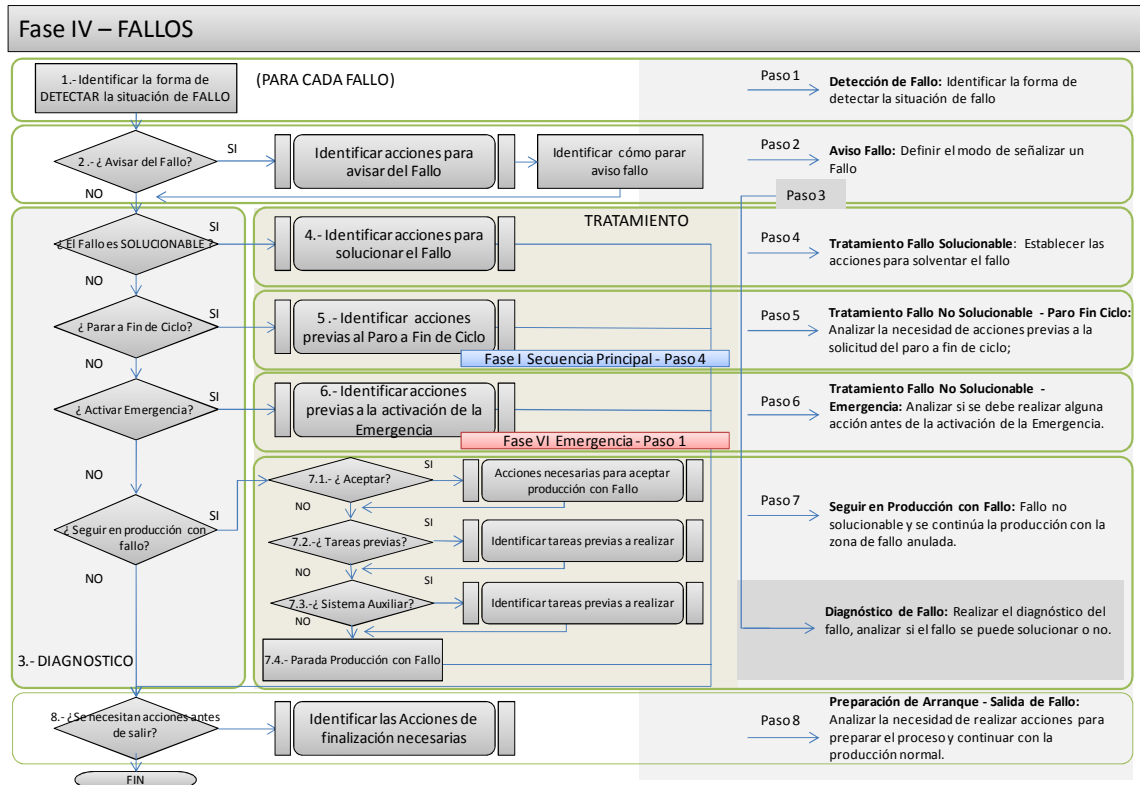 Fase IV – FALLOS
1.- Identificar la forma de
DETECTAR la situación de FALLO
(PARA CADA FALLO)
Paso 1
Detección de Fallo: Identificar la forma de
detectar la situación de fallo
2.- ¿ Avisar del Fallo?
SI
NO
Identificar acciones para
avisar del Fallo
Identificar cómo parar
aviso fallo
Paso 2
Aviso Fallo: Definir el modo de señalizar un
Fallo
Paso 3
TRATAMIENTO
¿ El Fallo es SOLUCIONABLE ?
SI
NO
4.- Identificar acciones para
solucionar el Fallo
Paso 4
Tratamiento Fallo Solucionable: Establecer las
acciones para solventar el fallo
¿ Parar a Fin de Ciclo?
SI
NO
5.- Identificar acciones
previas al Paro a Fin de Ciclo
Fase I Secuencia Principal - Paso 4
Paso 5
Tratamiento Fallo No Solucionable - Paro Fin Ciclo:
Analizar la necesidad de acciones previas a la
solicitud del paro a fin de ciclo;
¿ Activar Emergencia?
SI
NO
6.- Identificar acciones
previas a la activación de la
Emergencia
Fase VI Emergencia - Paso 1
Paso 6
Tratamiento Fallo No Solucionable -
Emergencia: Analizar si se debe realizar alguna
acción antes de la activación de la Emergencia.
¿ Seguir en producción con
fallo?
SI
NO
7.1.- ¿ Aceptar?
SI
NO
Acciones necesarias para aceptar
producción con Fallo
7.2.-¿ Tareas previas?
SI
NO
Identificar tareas previas a realizar
7.3.-¿ Sistema Auxiliar?
SI
NO
Identificar tareas previas a realizar
7.4.- Parada Producción con Fallo
Paso 7
Seguir en Producción con Fallo: Fallo no
solucionable y se continúa la producción con la
zona de fallo anulada.
Diagnóstico de Fallo: Realizar el diagnóstico del
fallo, analizar si el fallo se puede solucionar o no.
3.- DIAGNOSTICO
8.- ¿Se necesitan acciones antes
de salir?
Identificar las Acciones de
finalización necesarias
Paso 8
Preparación de Arranque - Salida de Fallo:
Analizar la necesidad de realizar acciones para
preparar el proceso y continuar con la
producción normal.
FIN